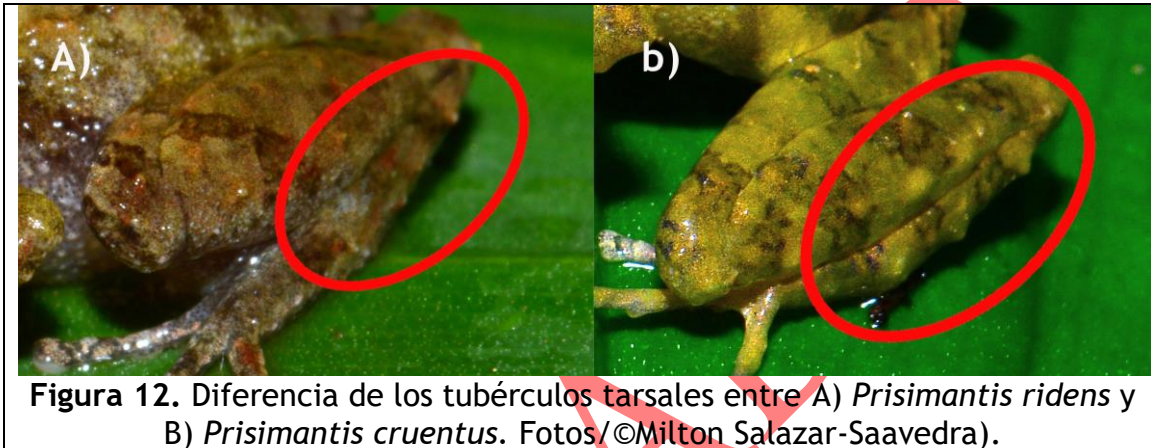 A)
b)
Figura 12. Diferencia de los tubérculos tarsales entre A) Prisimantis ridens y
B) Prisimantis cruentus. Fotos/©Milton Salazar-Saavedra).